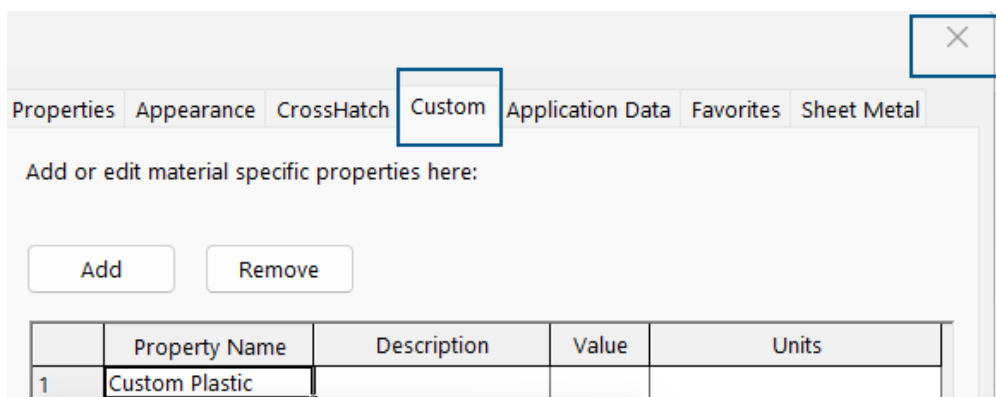 Properties Appearance CrossHatch Custom Application Data Favorites Sheet Metal
Add or edit material specific properties here:
Add Remove
Property Name Description Value Units
1 Custom Plastic